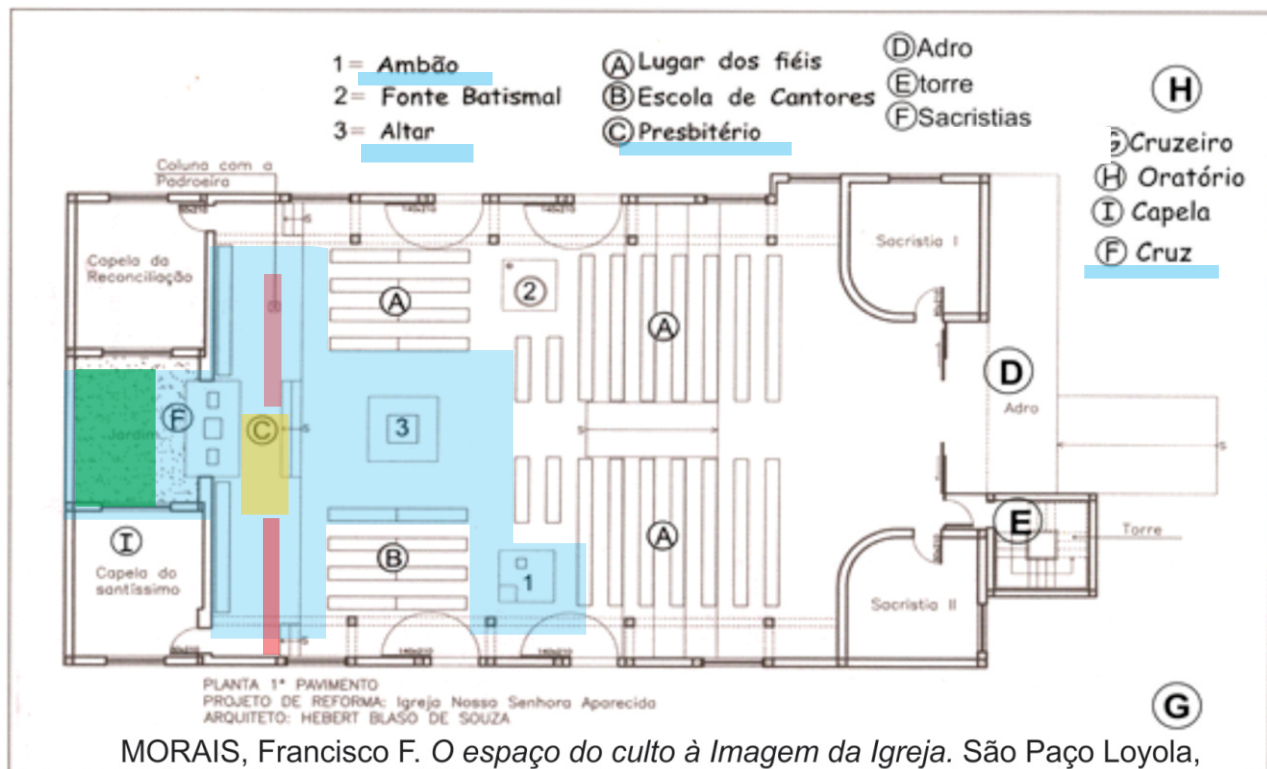 1= Ambão
2= Fonte Batismal
3= Altar
Ⓐ Lugar dos fiéis
Ⓑ Escola de Cantores
Ⓒ Presbitério
Ⓓ Adro
Ⓔ torre
Ⓕ Sacristias
Ⓗ
Ⓖ Cruzeiro
Ⓗ Oratório
Ⓘ Capela
Ⓕ Cruz
Coluna com a
Padroeira
Capela da
Reconciliação
Sacristia I
Ⓐ
②
Ⓐ
Ⓓ
Adro
Ⓕ
Jardim
Ⓒ
3
S
S
S
Ⓘ
Capela do
santíssimo
Ⓑ
1
Ⓐ
Ⓔ
Torre
Sacristia II
PLANTA 1º PAVIMENTO
PROJETO DE REFORMA: Igreja Nossa Senhora Aparecida
ARQUITETO: HEBERT BLASO DE SOUZA
Ⓖ
MORAIS, Francisco F. O espaço do culto à Imagem da Igreja. São Paço Loyola,